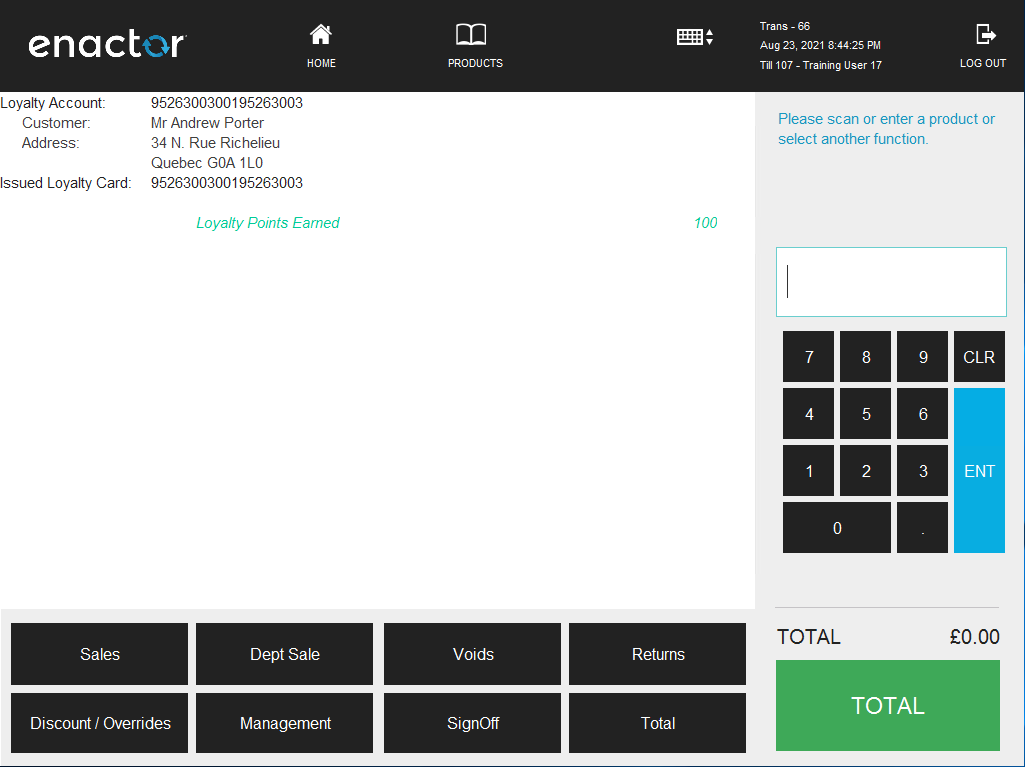 enactor
HOME
PRODUCTS
Trans - 66
Aug 23, 2021 8:44:25 PM
Till 107 - Training User 17
LOG OUT
Loyalty Account: 9526300300195263003
Customer: Mr Andrew Porter
Address: 34 N. Rue Richelieu
Quebec G0A 1L0
Issued Loyalty Card: 9526300300195263003
Loyalty Points Earned 100
Please scan or enter a product or
select another function.
7 8 9 CLR
4 5 6
1 2 3 ENT
0 .
TOTAL £0.00
TOTAL
Sales Dept Sale Voids Returns
Discount / Overrides Management SignOff Total